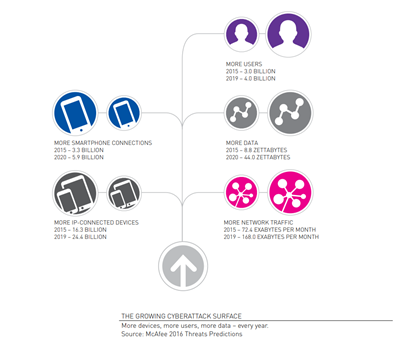 MORE USERS
2015 – 3.0 BILLION
2019 – 4.0 BILLION
MORE SMARTPHONE CONNECTIONS
2015 – 3.3 BILLION
2020 – 5.9 BILLION
MORE DATA
2015 – 8.8 ZETTABYTES
2020 – 44.0 ZETTABYTES
MORE IP-CONNECTED DEVICES
2015 – 16.3 BILLION
2019 – 24.4 BILLION
MORE NETWORK TRAFFIC
2015 – 72.4 EXABYTES PER MONTH
2019 – 168.0 EXABYTES PER MONTH
THE GROWING CYBERATTACK SURFACE
More devices, more users, more data – every year.
Source: McAfee 2016 Threats Predictions